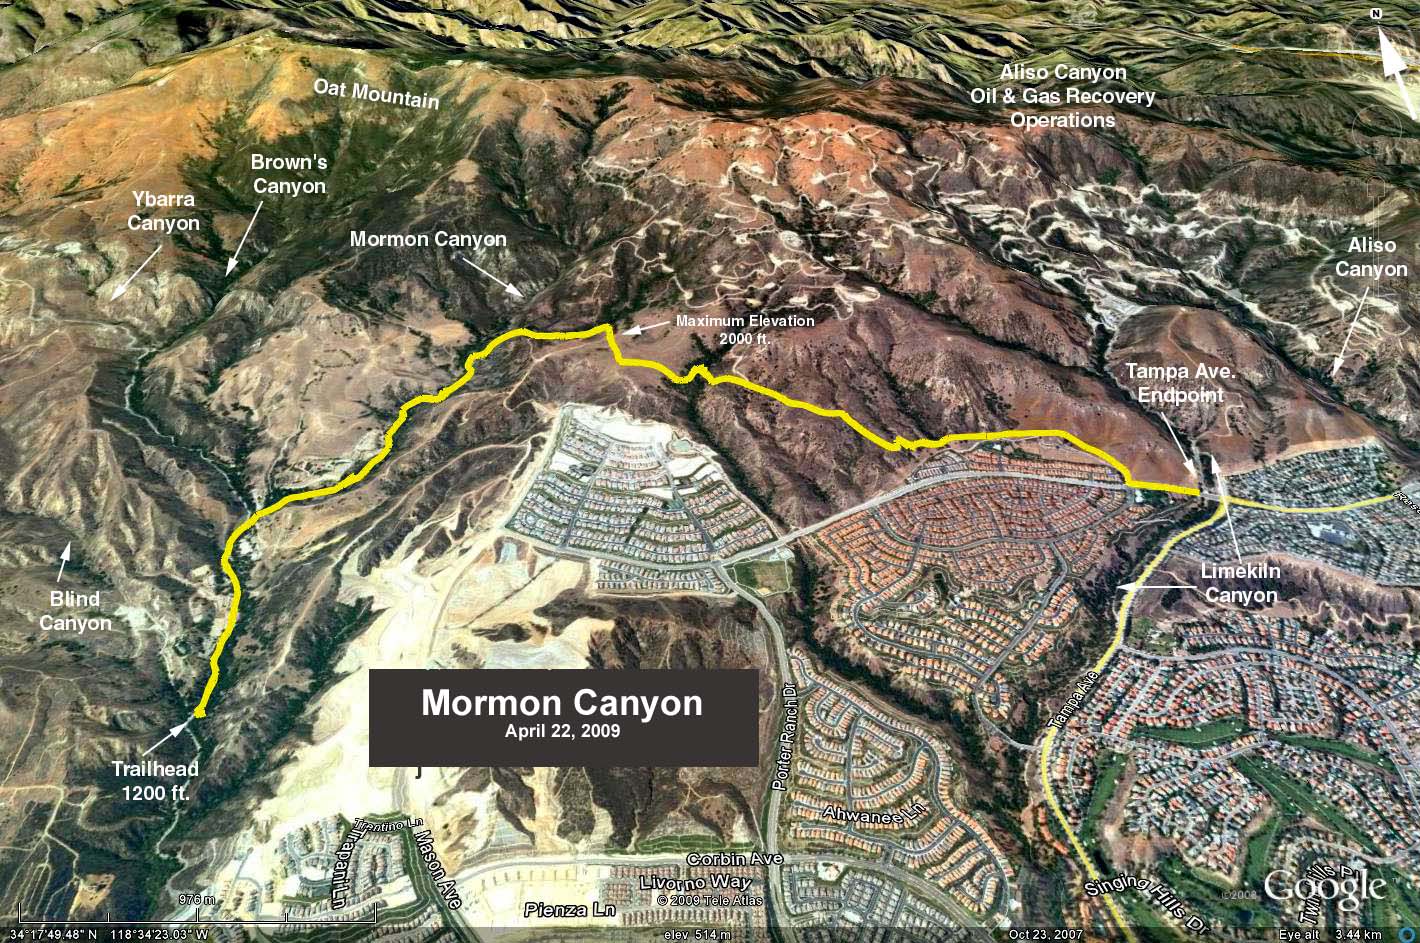 N
Aliso Canyon
Oil & Gas Recovery
Operations
Oat Mountain
Brown's
Canyon
Ybarra
Canyon
Mormon Canyon
Aliso
Canyon
Maximum Elevation
2000 ft.
Tampa Ave.
Endpoint
Limekiln
Canyon
Blind
Canyon
Mormon Canyon
April 22, 2009
Tampa Ave
Porter Ranch Dr
Trailhead
1200 ft.
Ahwanee Ln
Trentino Ln
Trapani Ln
Mason Ave
Corbin Ave
Livorno Way
© 2009 Tele Atlas
Pienza Ln
Singing Hills Dr
©2008 Google™
976 m
34°17'49.48" N 118°34'23.03" W
elev 514 m
Oct 23, 2007
Eye alt 3.44 km